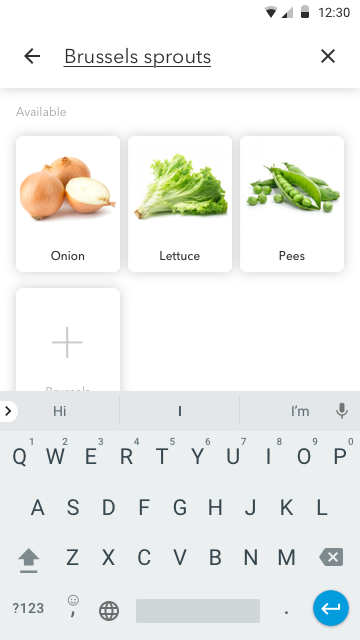 12:30
Brussels sprouts
Available
Onion
Lettuce
Pees
Brussels
Hi
I
I'm
1 2 3 4 5 6 7 8 9 0
Q W E R T Y U I O P
A S D F G H J K L
Z X C V B N M
?123 , .